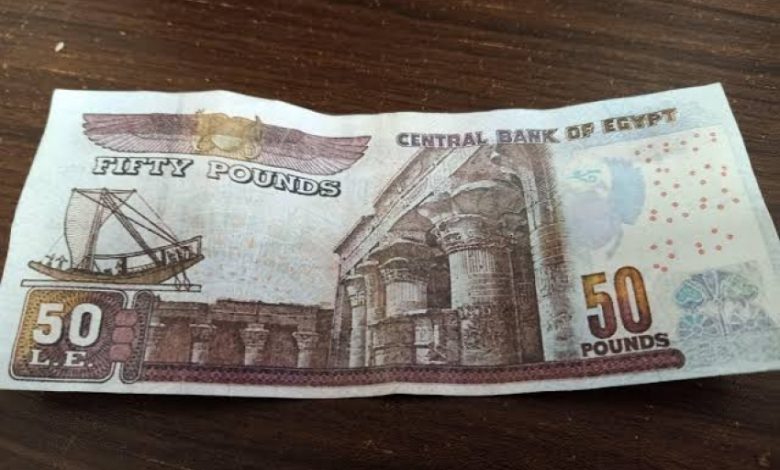 CENTRAL BANK OF EGYPT
FIFTY POUNDS
50
L.E.
50
POUNDS